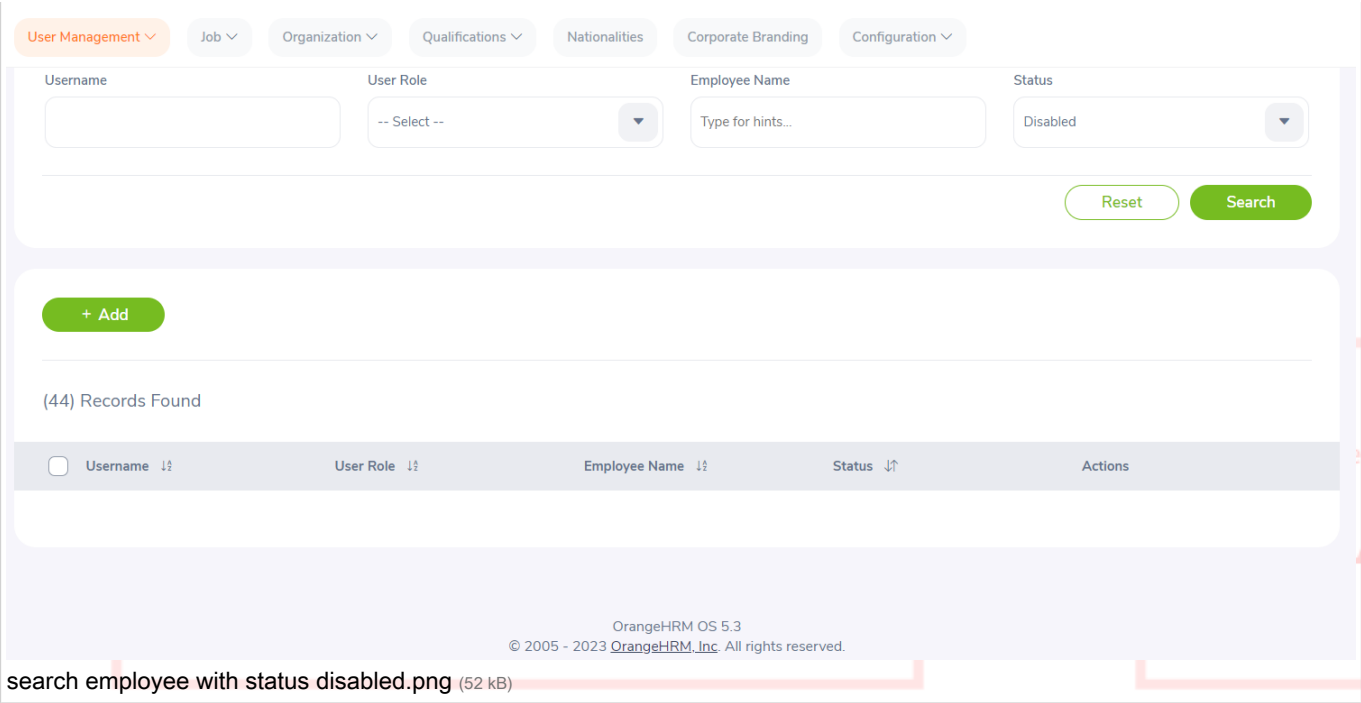 User Management Job Organization Qualifications Nationalities Corporate Branding Configuration
Username User Role Employee Name Status
-- Select -- Type for hints... Disabled
Reset Search
+ Add
(44) Records Found
Username User Role Employee Name Status Actions
OrangeHRM OS 5.3
© 2005 - 2023 OrangeHRM, Inc. All rights reserved.
search employee with status disabled.png (52 kB)